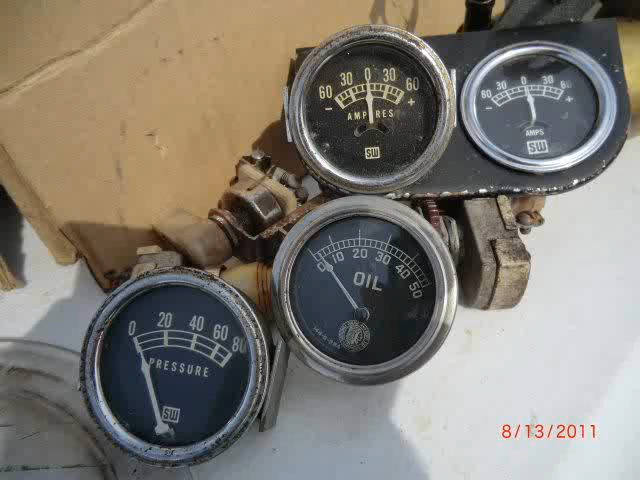 60 30 0 30 60
- +
AMPERES
SW
60 30 0 30 60
- +
AMPS
SW
0 10 20 30 40 50
OIL
0 20 40 60 80
PRESSURE
SW
8/13/2011